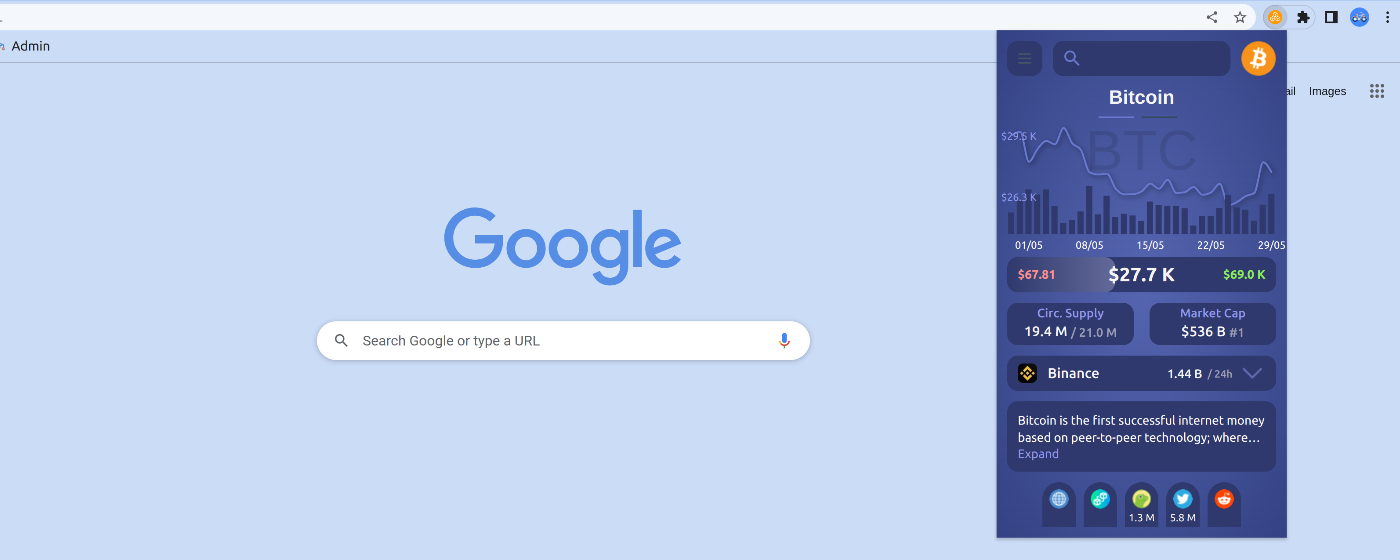 Admin
Images
Google
Search Google or type a URL
Bitcoin
BTC
$29.5 K
$26.3 K
01/05 08/05 15/05 22/05 29/05
$67.81 $27.7 K $69.0 K
Circ. Supply
19.4 M / 21.0 M
Market Cap
$536 B #1
Binance 1.44 B / 24h
Bitcoin is the first successful internet money
based on peer-to-peer technology; where...
Expand
1.3 M 5.8 M